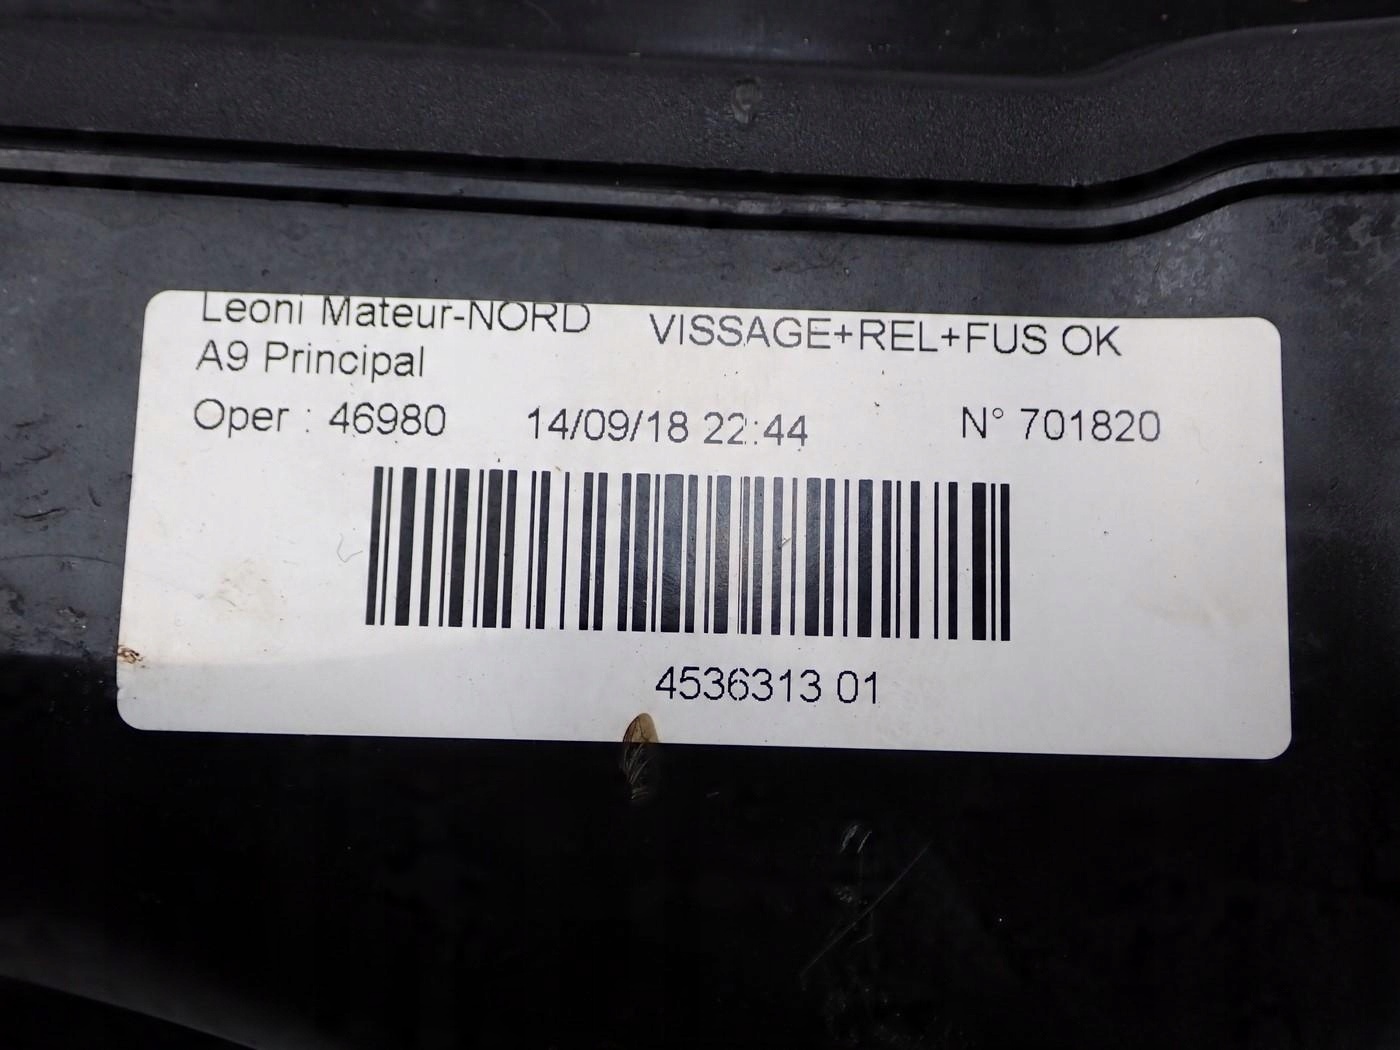 Leoni Mateur-NORD VISSAGE+REL+FUS OK
A9 Principal
Oper : 46980 14/09/18 22:44 N° 701820
4536313 01